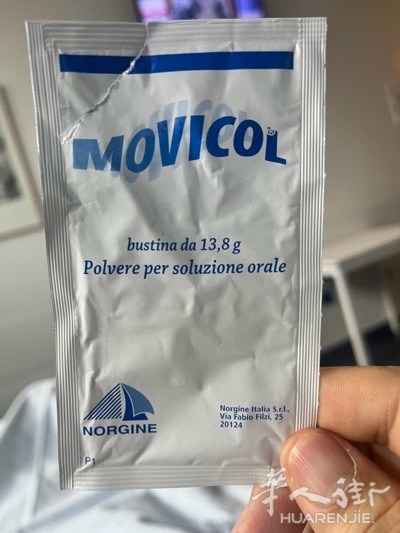 MOVICOL
bustina da 13,8 g
Polvere per soluzione orale
NORGINE
Norgine Italia S.r.l.,
Via Fabio Filzi, 25
20124
P1
华人街
HUARENJIE